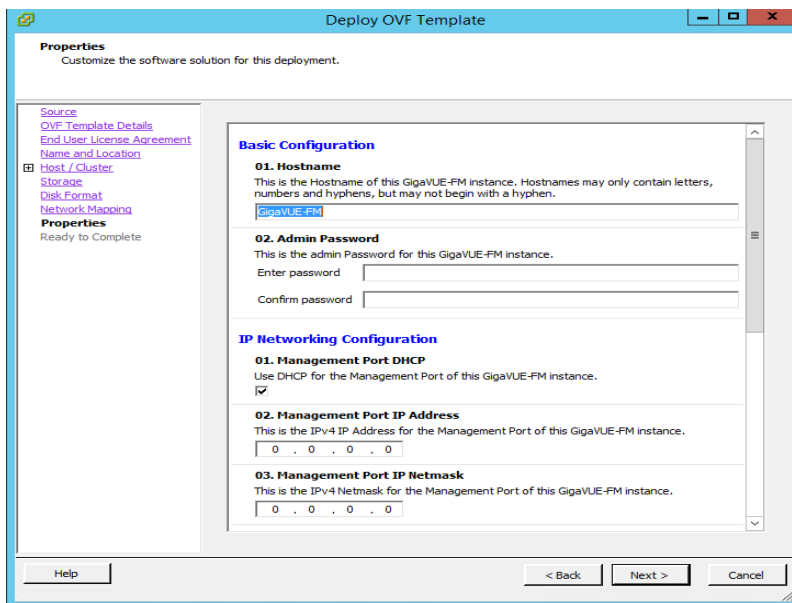 Deploy OVF Template
Properties
Customize the software solution for this deployment.
Source
OVF Template Details
End User License Agreement
Name and Location
Host / Cluster
Storage
Disk Format
Network Mapping
Properties
Ready to Complete
Basic Configuration
01. Hostname
This is the Hostname of this GigaVUE-FM instance. Hostnames may only contain letters,
numbers and hyphens, but may not begin with a hyphen.
GigaVUE-FM
02. Admin Password
This is the admin Password for this GigaVUE-FM instance.
Enter password
Confirm password
IP Networking Configuration
01. Management Port DHCP
Use DHCP for the Management Port of this GigaVUE-FM instance.
02. Management Port IP Address
This is the IPv4 IP Address for the Management Port of this GigaVUE-FM instance.
0 . 0 . 0 . 0
03. Management Port IP Netmask
This is the IPv4 Netmask for the Management Port of this GigaVUE-FM instance.
0 . 0 . 0 . 0
Help
< Back
Next >
Cancel